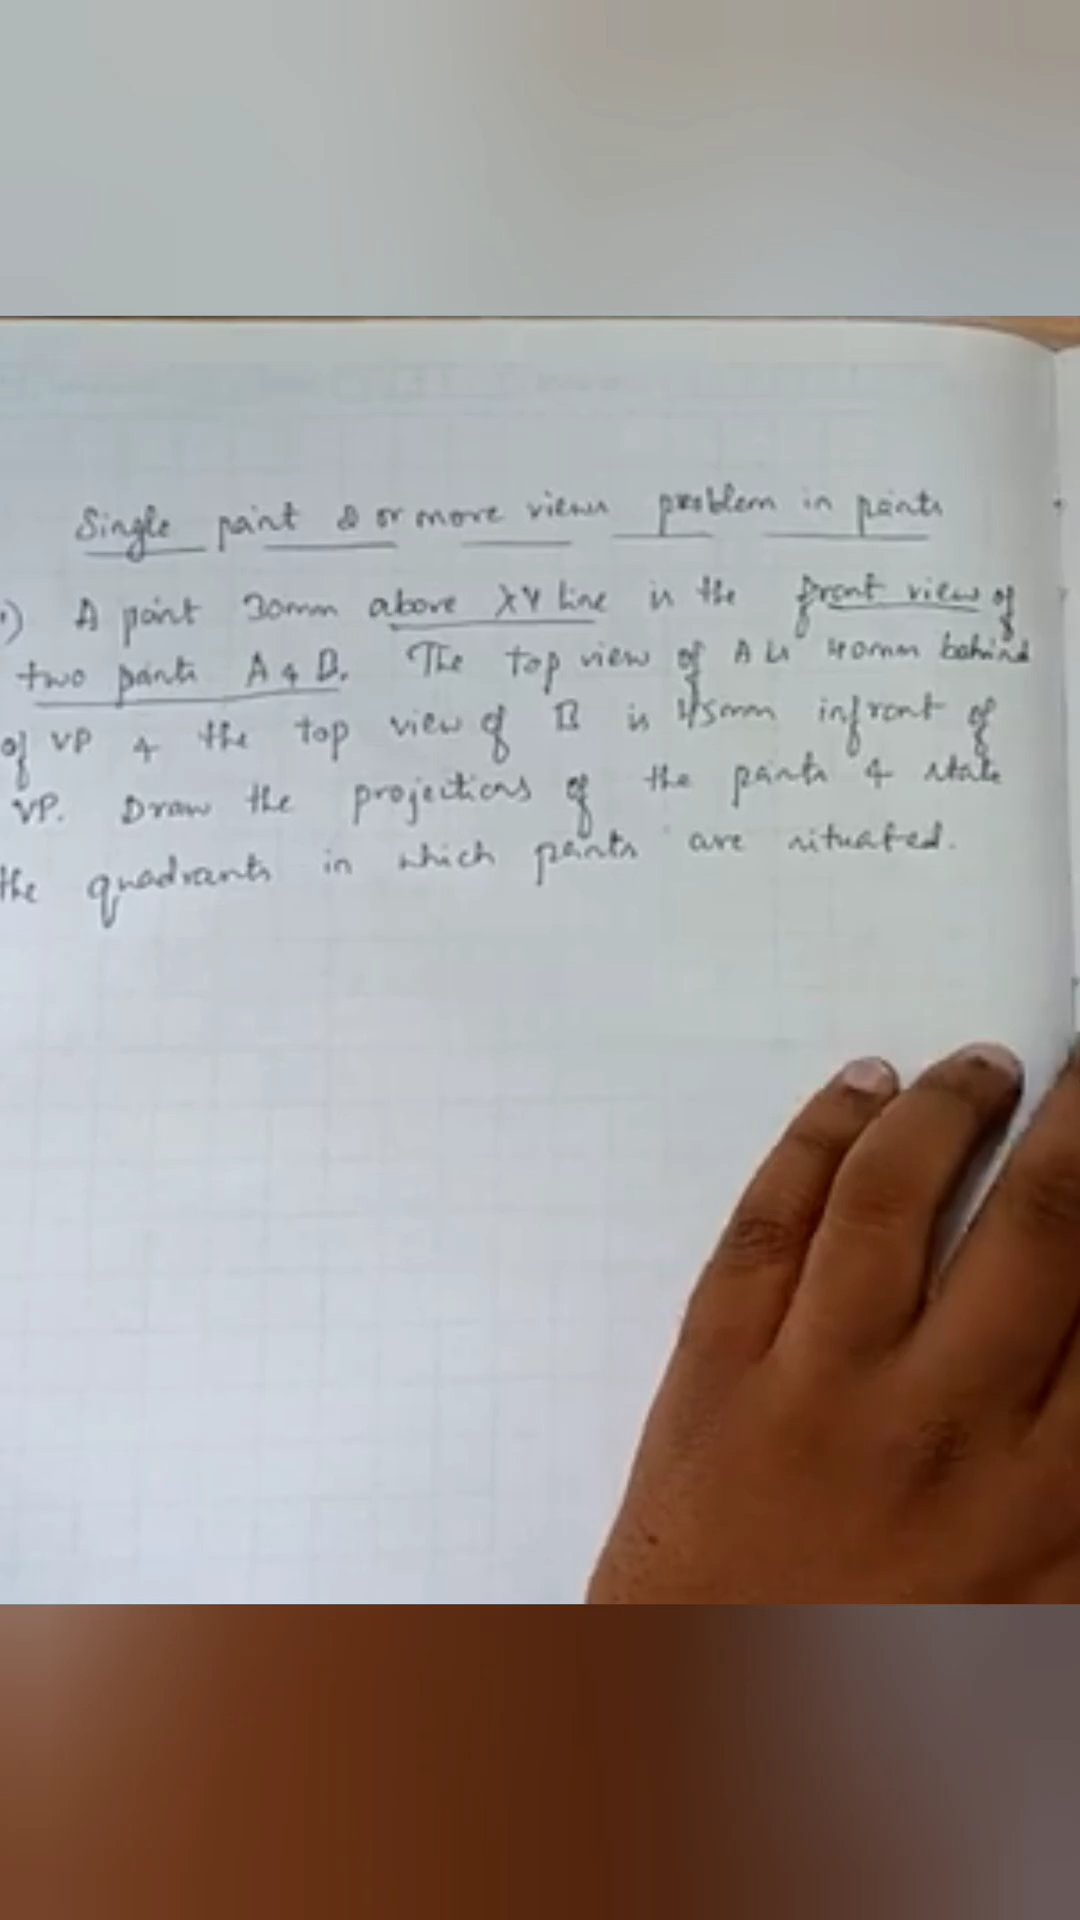 Single point 2 or more views problem in points
1) A point 30mm above XY line is the front view of
two points A & B. The top view of A is 40mm behind
of VP & the top view of B is 45mm infront of
VP. Draw the projections of the points & state
the quadrants in which points are situated.